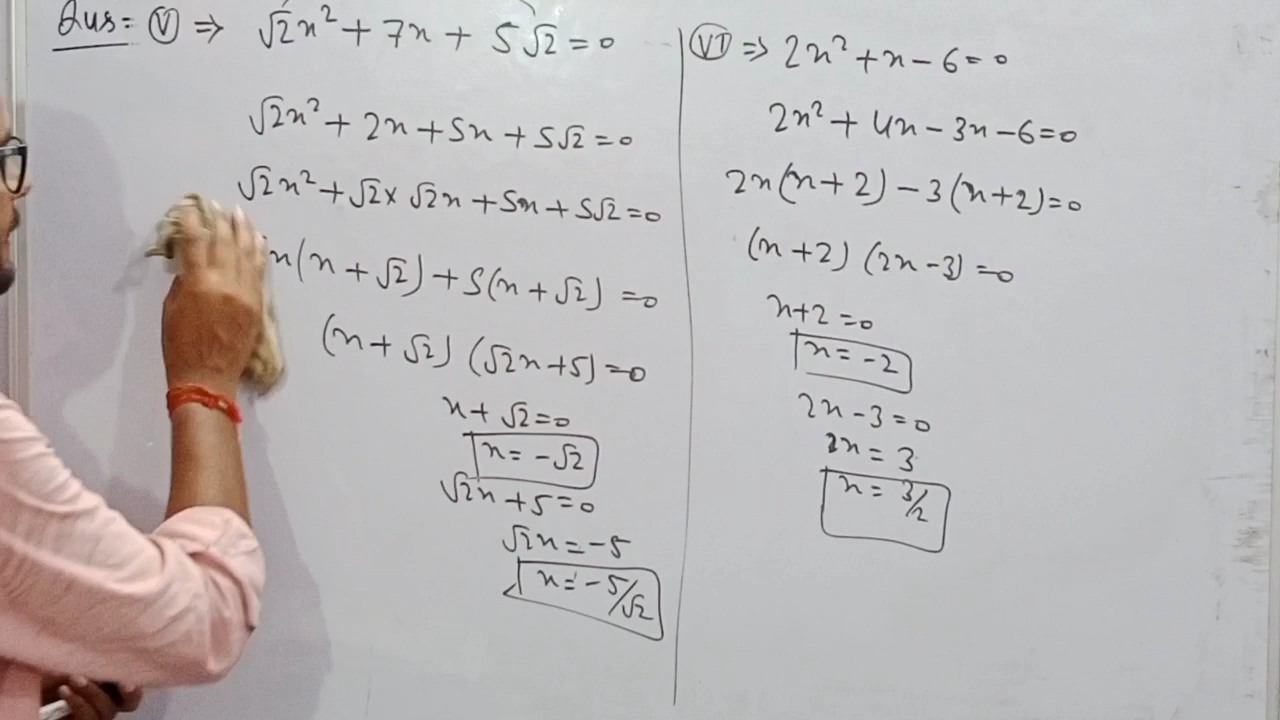 Qus: (V) ⇒ √2x² + 7x + 5√2 = 0
√2x² + 2x + 5x + 5√2 = 0
√2x² + √2 × √2x + 5x + 5√2 = 0
x(x + √2) + 5(x + √2) = 0
(x + √2) (√2x + 5) = 0
x + √2 = 0
x = -√2
√2x + 5 = 0
√2x = -5
x = -5/√2
(VI) ⇒ 2x² + x - 6 = 0
2x² + 4x - 3x - 6 = 0
2x(x + 2) - 3(x + 2) = 0
(x + 2) (2x - 3) = 0
x + 2 = 0
x = -2
2x - 3 = 0
2x = 3
x = 3/2